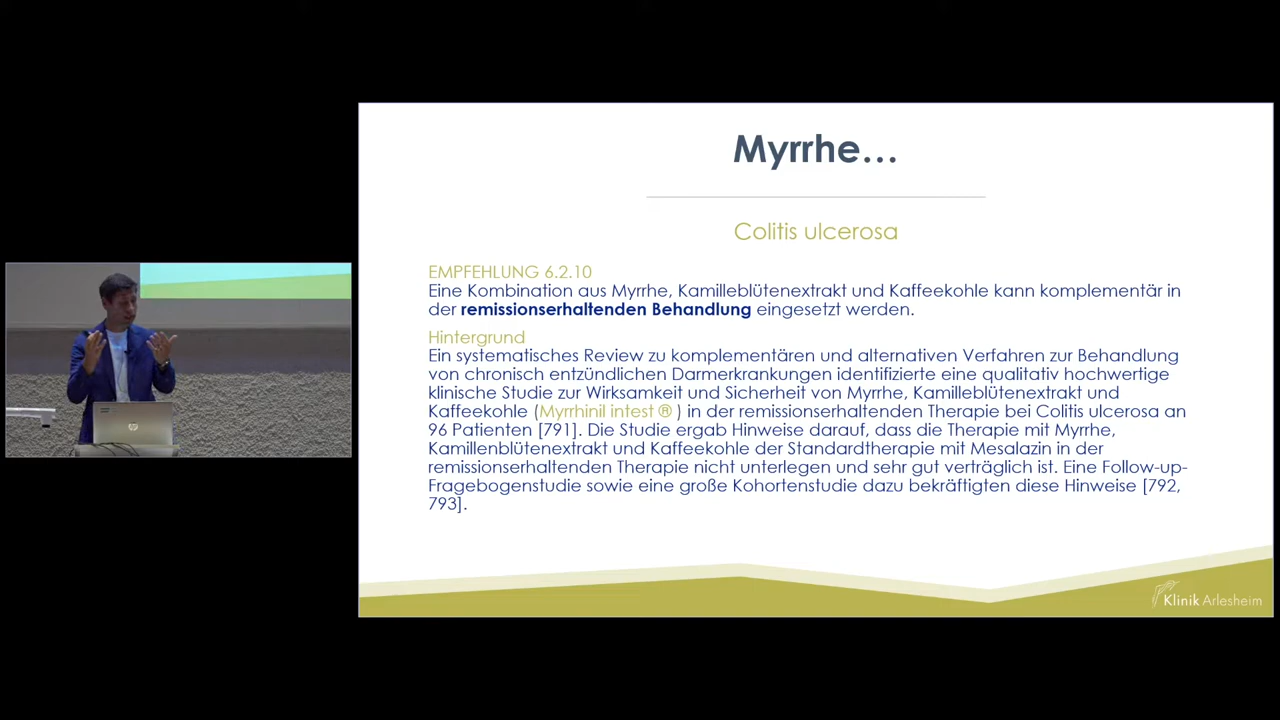 Myrrhe...
Colitis ulcerosa
EMPFEHLUNG 6.2.10
Eine Kombination aus Myrrhe, Kamilleblütenextrakt und Kaffeekohle kann komplementär in
der remissionserhaltenden Behandlung eingesetzt werden.
Hintergrund
Ein systematisches Review zu komplementären und alternativen Verfahren zur Behandlung
von chronisch entzündlichen Darmerkrankungen identifizierte eine qualitativ hochwertige
klinische Studie zur Wirksamkeit und Sicherheit von Myrrhe, Kamilleblütenextrakt und
Kaffeekohle (Myrrhinil intest ® ) in der remissionserhaltenden Therapie bei Colitis ulcerosa an
96 Patienten [791]. Die Studie ergab Hinweise darauf, dass die Therapie mit Myrrhe,
Kamillenblütenextrakt und Kaffeekohle der Standardtherapie mit Mesalazin in der
remissionserhaltenden Therapie nicht unterlegen und sehr gut verträglich ist. Eine Follow-up-
Fragebogenstudie sowie eine große Kohortenstudie dazu bekräftigten diese Hinweise [792,
793].
Klinik Arlesheim
hp